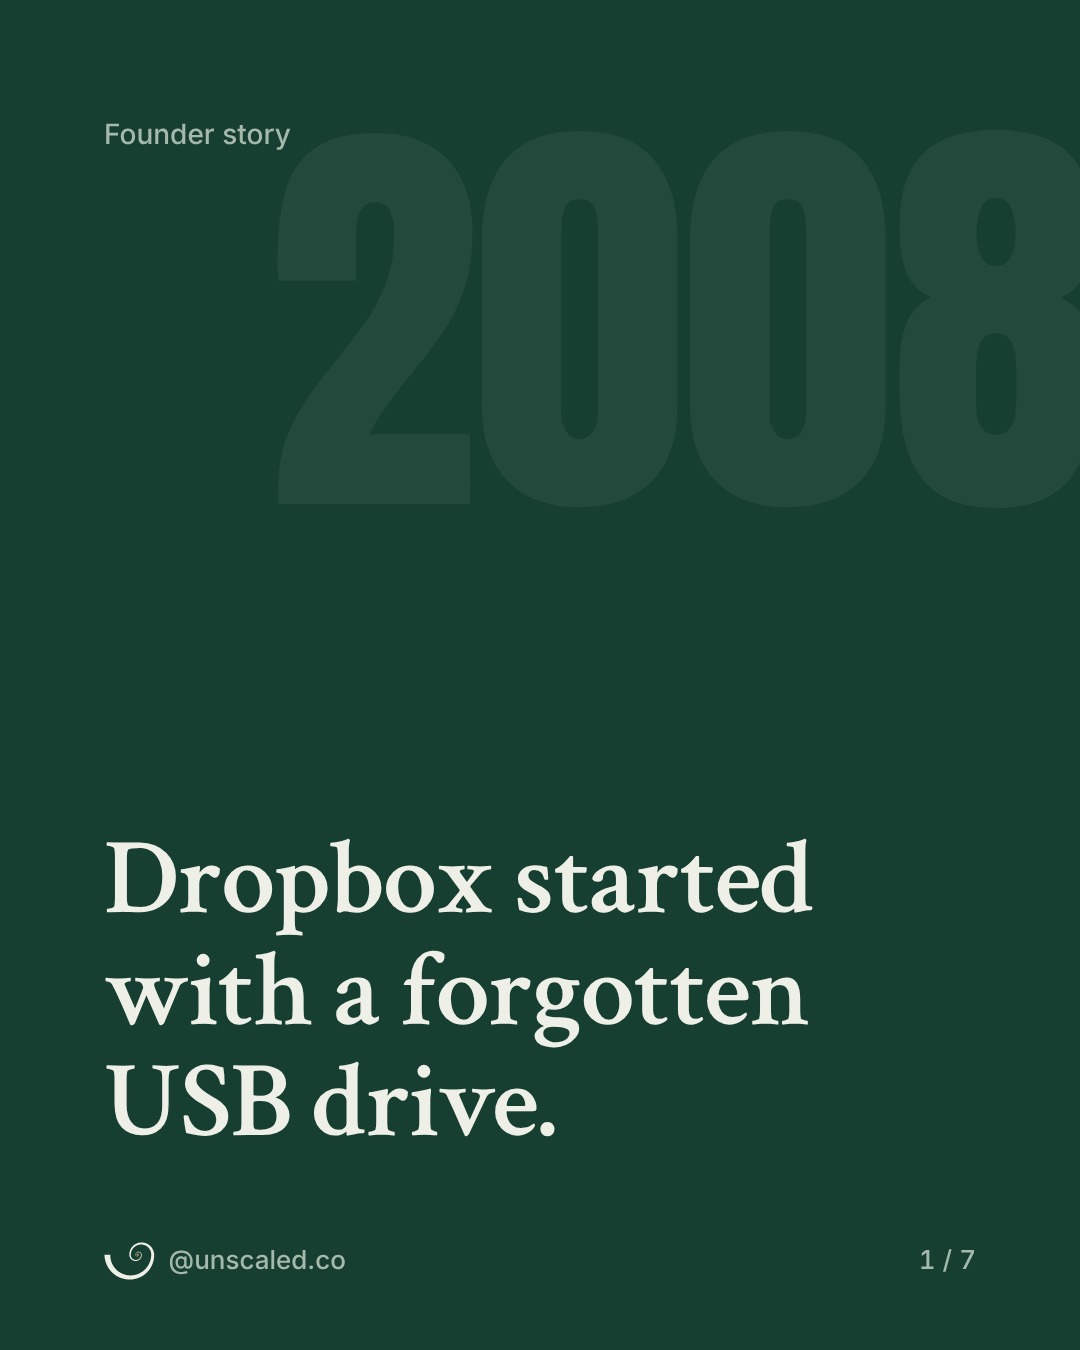 Founder story
2008
Dropbox started
with a forgotten
USB drive.
@unscaled.co
1 / 7